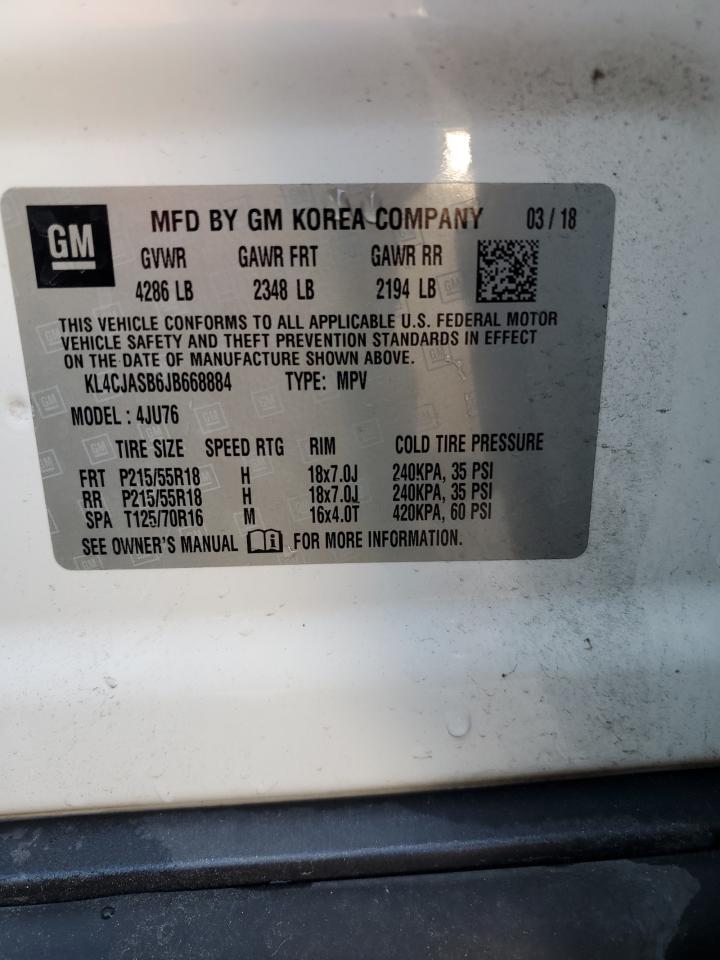 GM MFD BY GM KOREA COMPANY 03 / 18
GVWR GAWR FRT GAWR RR
4286 LB 2348 LB 2194 LB
THIS VEHICLE CONFORMS TO ALL APPLICABLE U.S. FEDERAL MOTOR
VEHICLE SAFETY AND THEFT PREVENTION STANDARDS IN EFFECT
ON THE DATE OF MANUFACTURE SHOWN ABOVE.
KL4CJASB6JB668884 TYPE: MPV
MODEL : 4JU76
TIRE SIZE SPEED RTG RIM COLD TIRE PRESSURE
FRT P215/55R18 H 18x7.0J 240KPA, 35 PSI
RR P215/55R18 H 18x7.0J 240KPA, 35 PSI
SPA T125/70R16 M 16x4.0T 420KPA, 60 PSI
SEE OWNER'S MANUAL i FOR MORE INFORMATION.